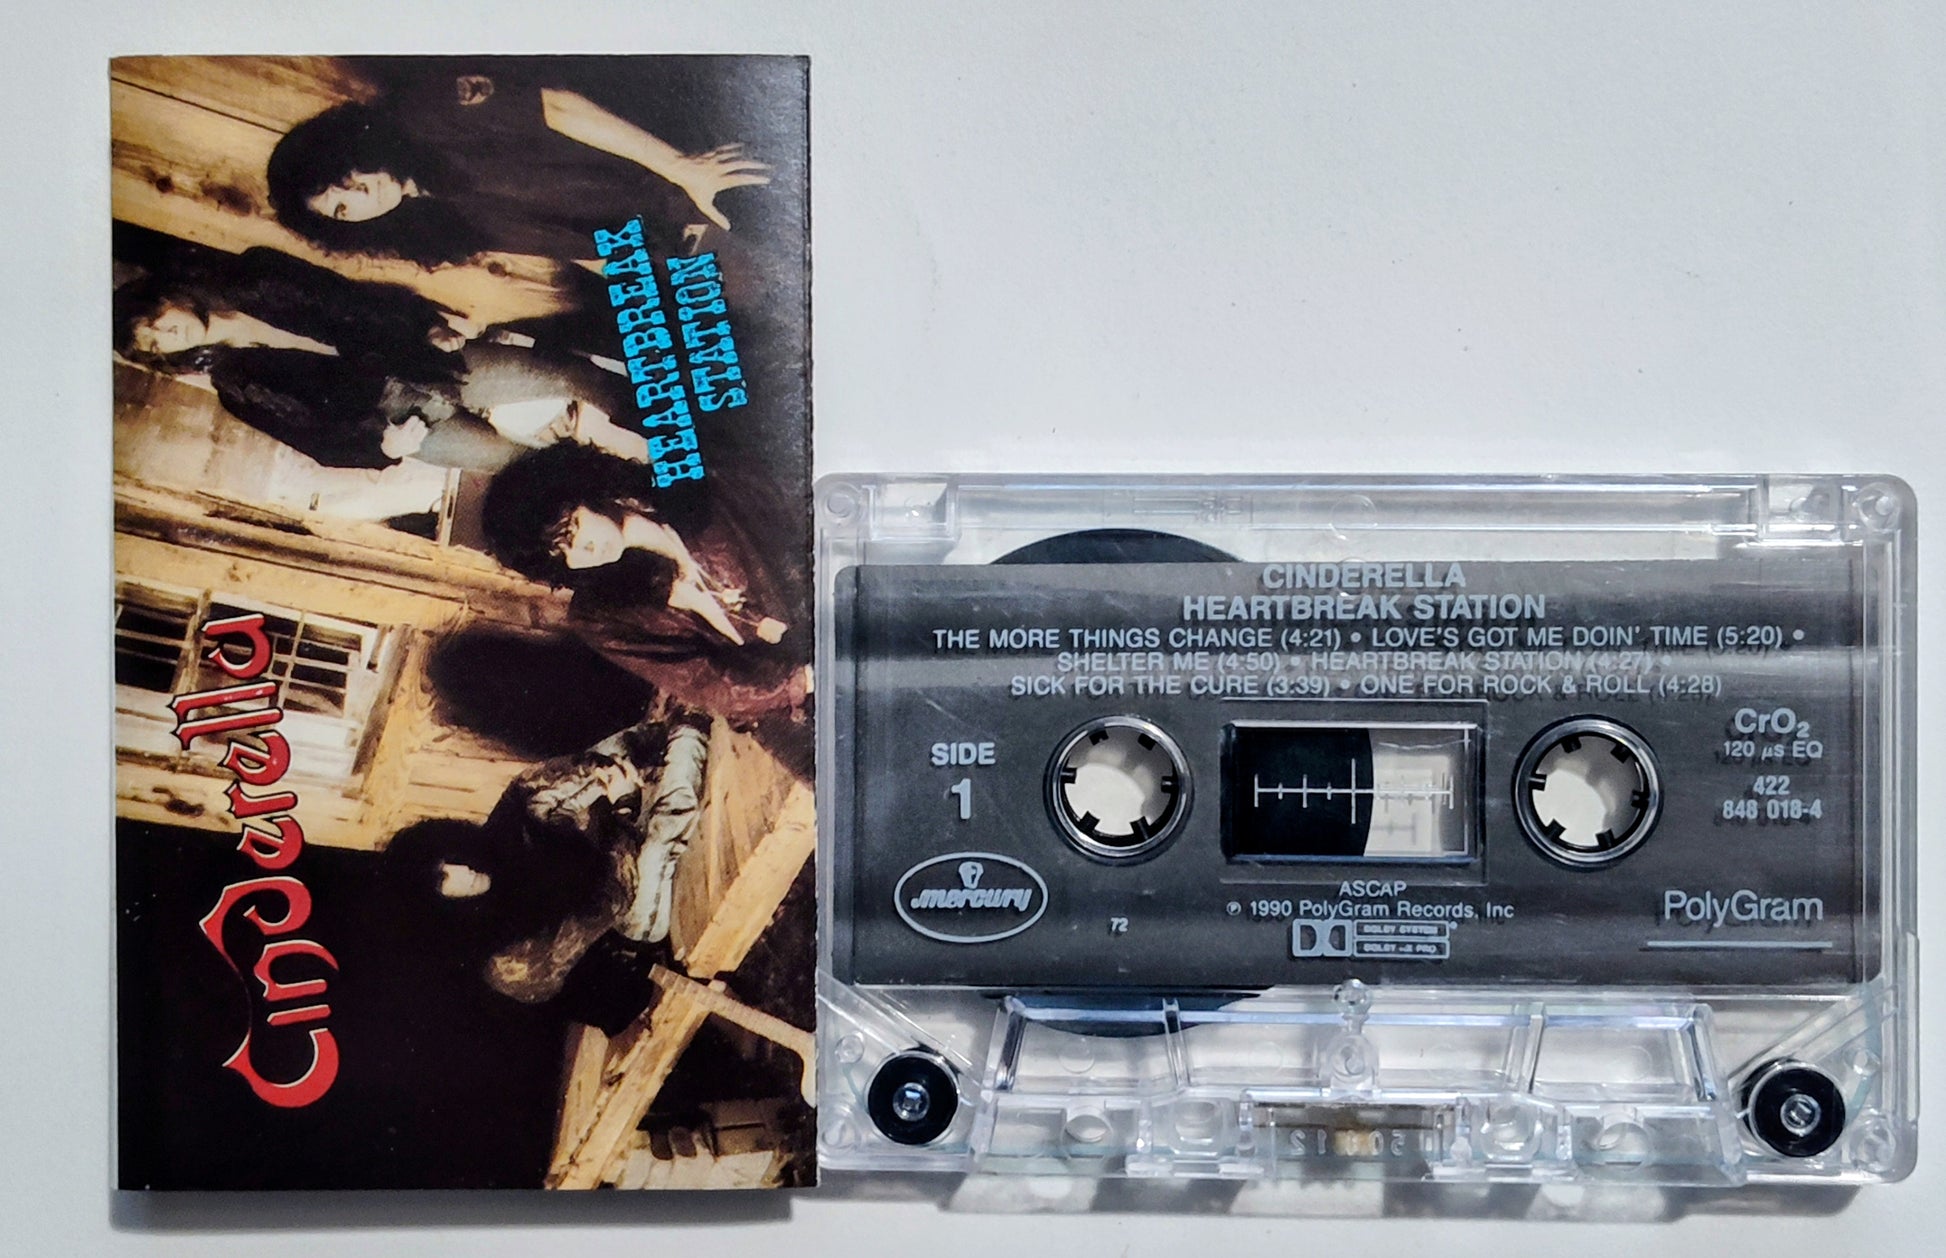 Cinderella
HEARTBREAK
STATION
CINDERELLA
HEARTBREAK STATION
THE MORE THINGS CHANGE (4:21) • LOVE'S GOT ME DOIN' TIME (5:20) •
SHELTER ME (4:50) • HEARTBREAK STATION (4:27) •
SICK FOR THE CURE (3:39) • ONE FOR ROCK & ROLL (4:28)
SIDE
1
CrO₂
120 µs EQ
422
848 018-4
mercury
72
ASCAP
℗ 1990 PolyGram Records, Inc
DOLBY SYSTEM
DOLBY HX PRO
PolyGram